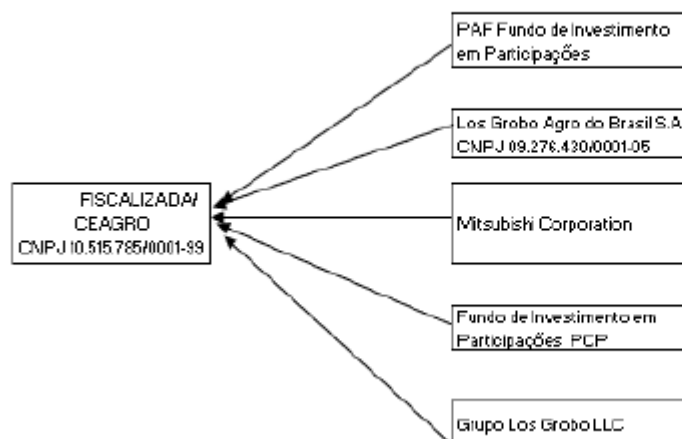 PAF Fundo de Investimento
em Participações
Los Grobo Agro do Brasil S.A
CNPJ 09.276.430/0001-05
FISCALIZADA/
CEAGRO
CNPJ 10.515.785/0001-99
Mitsubishi Corporation
Fundo de Investimento em
Participações PCP
Grupo Los Grobo LLC